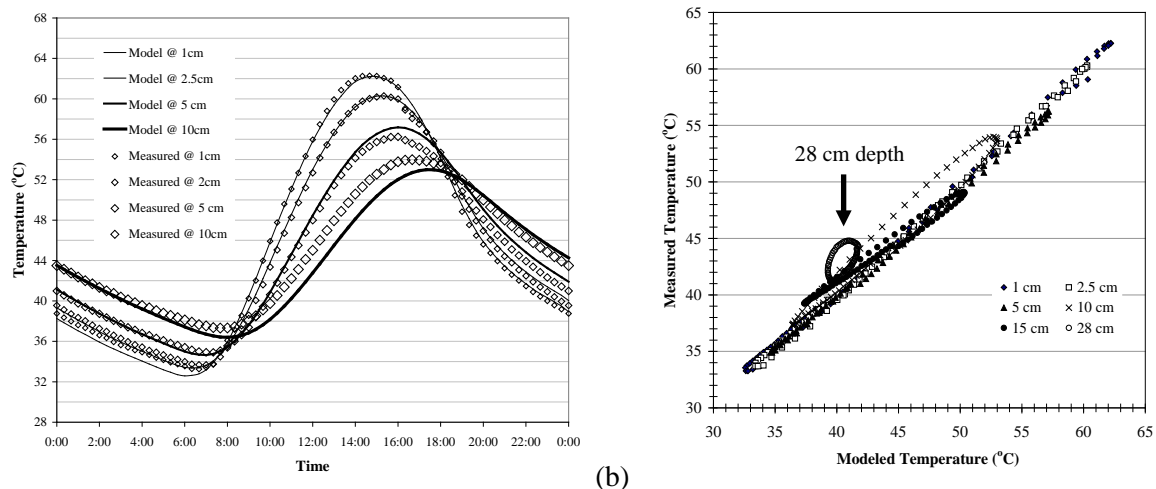 68
64
60
56
52
48
44
40
36
32
28
Temperature (°C)
Model @ 1cm
Model @ 2.5cm
Model @ 5 cm
Model @ 10cm
Measured @ 1cm
Measured @ 2cm
Measured @ 5 cm
Measured @ 10cm
0:00 2:00 4:00 6:00 8:00 10:00 12:00 14:00 16:00 18:00 20:00 22:00 0:00
Time
(b)
65
60
55
50
45
40
35
30
Measured Temperature (°C)
28 cm depth
1 cm 2.5 cm
5 cm 10 cm
15 cm 28 cm
30 35 40 45 50 55 60 65
Modeled Temperature (°C)